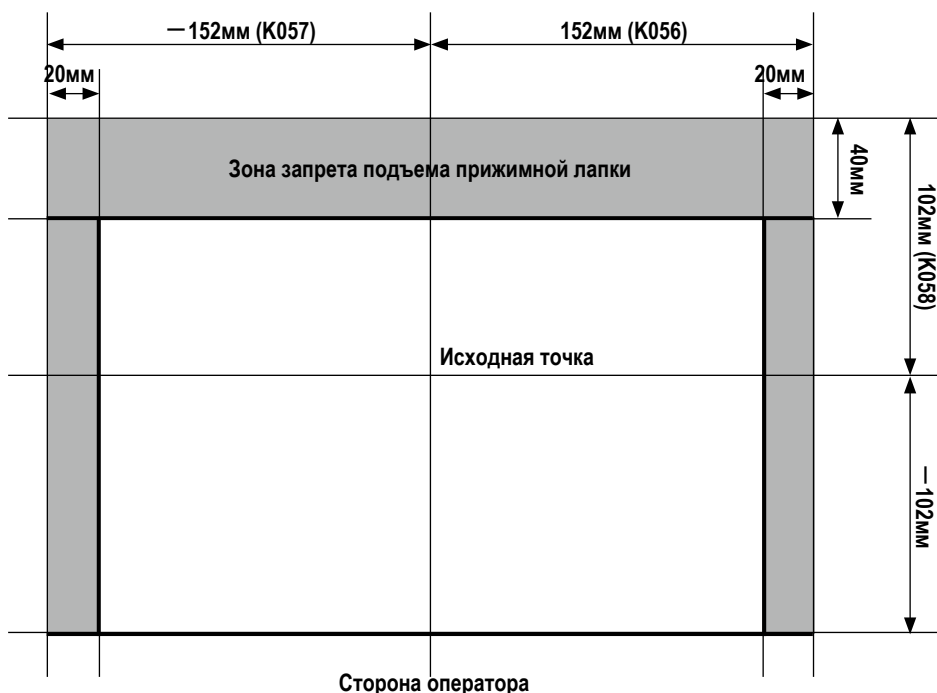 －152мм (K057)
152мм (K056)
20мм
20мм
Зона запрета подъема прижимной лапки
40мм
102мм (K058)
Исходная точка
－102мм
Сторона оператора